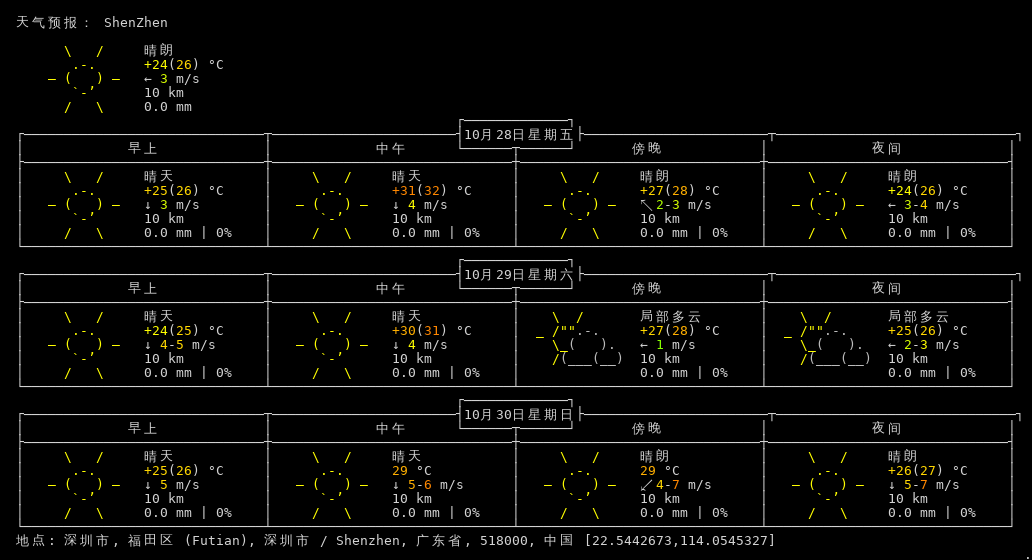 天气预报： ShenZhen
晴朗
+24(26) °C
← 3 m/s
10 km
0.0 mm
10月28日星期五
早上 中午 傍晚 夜间
晴天 晴天 晴朗 晴朗
+25(26) °C +31(32) °C +27(28) °C +24(26) °C
↓ 3 m/s ↓ 4 m/s ↖ 2-3 m/s ← 3-4 m/s
10 km 10 km 10 km 10 km
0.0 mm | 0% 0.0 mm | 0% 0.0 mm | 0% 0.0 mm | 0%
10月29日星期六
早上 中午 傍晚 夜间
晴天 晴天 局部多云 局部多云
+24(25) °C +30(31) °C +27(28) °C +25(26) °C
↓ 4-5 m/s ↓ 4 m/s ← 1 m/s ← 2-3 m/s
10 km 10 km 10 km 10 km
0.0 mm | 0% 0.0 mm | 0% 0.0 mm | 0% 0.0 mm | 0%
10月30日星期日
早上 中午 傍晚 夜间
晴天 晴天 晴朗 晴朗
+25(26) °C 29 °C 29 °C +26(27) °C
↓ 5 m/s ↓ 5-6 m/s ↙ 4-7 m/s ↓ 5-7 m/s
10 km 10 km 10 km 10 km
0.0 mm | 0% 0.0 mm | 0% 0.0 mm | 0% 0.0 mm | 0%
地点: 深圳市, 福田区 (Futian), 深圳市 / Shenzhen, 广东省, 518000, 中国 [22.5442673,114.0545327]